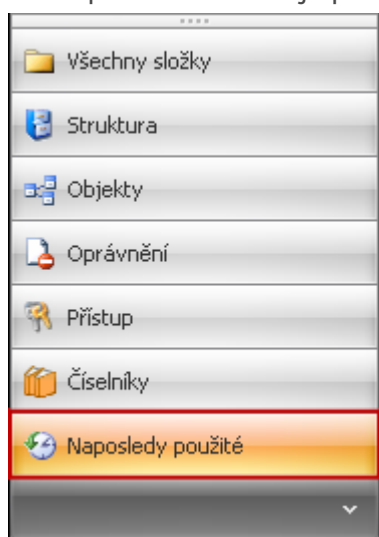 Všechny složky
Struktura
Objekty
Oprávnění
Přístup
Číselníky
Naposledy použité